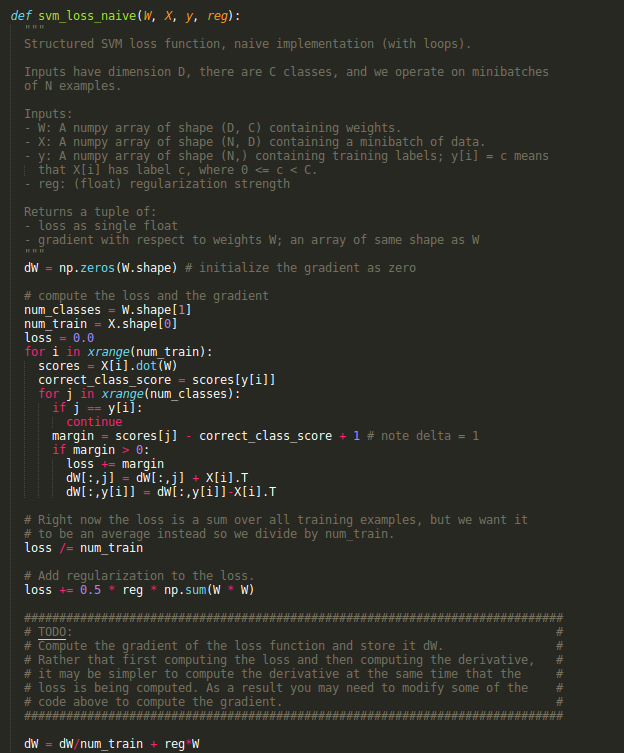 def svm_loss_naive(W, X, y, reg):
  """
  Structured SVM loss function, naive implementation (with loops).

  Inputs have dimension D, there are C classes, and we operate on minibatches
  of N examples.

  Inputs:
  - W: A numpy array of shape (D, C) containing weights.
  - X: A numpy array of shape (N, D) containing a minibatch of data.
  - y: A numpy array of shape (N,) containing training labels; y[i] = c means
    that X[i] has label c, where 0 <= c < C.
  - reg: (float) regularization strength

  Returns a tuple of:
  - loss as single float
  - gradient with respect to weights W; an array of same shape as W
  """
  dW = np.zeros(W.shape) # initialize the gradient as zero

  # compute the loss and the gradient
  num_classes = W.shape[1]
  num_train = X.shape[0]
  loss = 0.0
  for i in xrange(num_train):
    scores = X[i].dot(W)
    correct_class_score = scores[y[i]]
    for j in xrange(num_classes):
      if j == y[i]:
        continue
      margin = scores[j] - correct_class_score + 1 # note delta = 1
      if margin > 0:
        loss += margin
        dW[:,j] = dW[:,j] + X[i].T
        dW[:,y[i]] = dW[:,y[i]]-X[i].T

  # Right now the loss is a sum over all training examples, but we want it
  # to be an average instead so we divide by num_train.
  loss /= num_train

  # Add regularization to the loss.
  loss += 0.5 * reg * np.sum(W * W)

  #############################################################################
  # TODO:                                                                     #
  # Compute the gradient of the loss function and store it dW.                #
  # Rather that first computing the loss and then computing the derivative,   #
  # it may be simpler to compute the derivative at the same time that the     #
  # loss is being computed. As a result you may need to modify some of the    #
  # code above to compute the gradient.                                       #
  #############################################################################

  dW = dW/num_train + reg*W